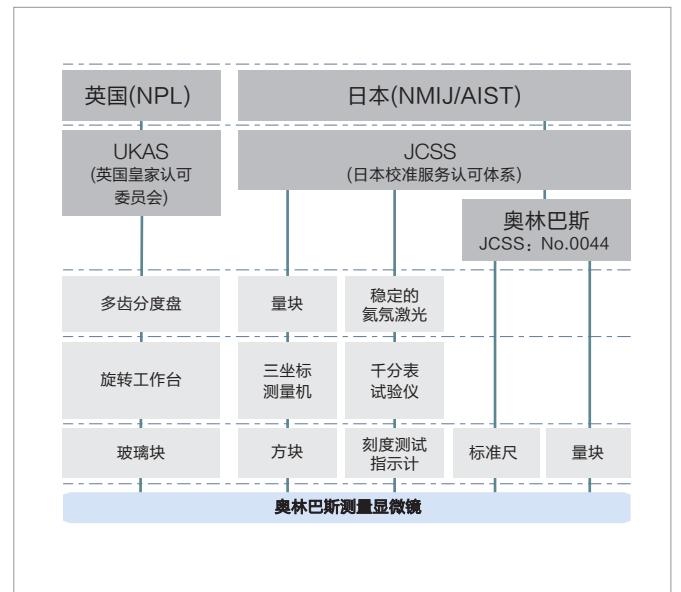 英国(NPL)
日本(NMIJ/AIST)
UKAS
(英国皇家认可
委员会)
JCSS
(日本校准服务认可体系)
奥林巴斯
JCSS：No.0044
多齿分度盘
量块
稳定的
氦氖激光
旋转工作台
三坐标
测量机
千分表
试验仪
玻璃块
方块
刻度测试
指示计
标准尺
量块
奥林巴斯测量显微镜